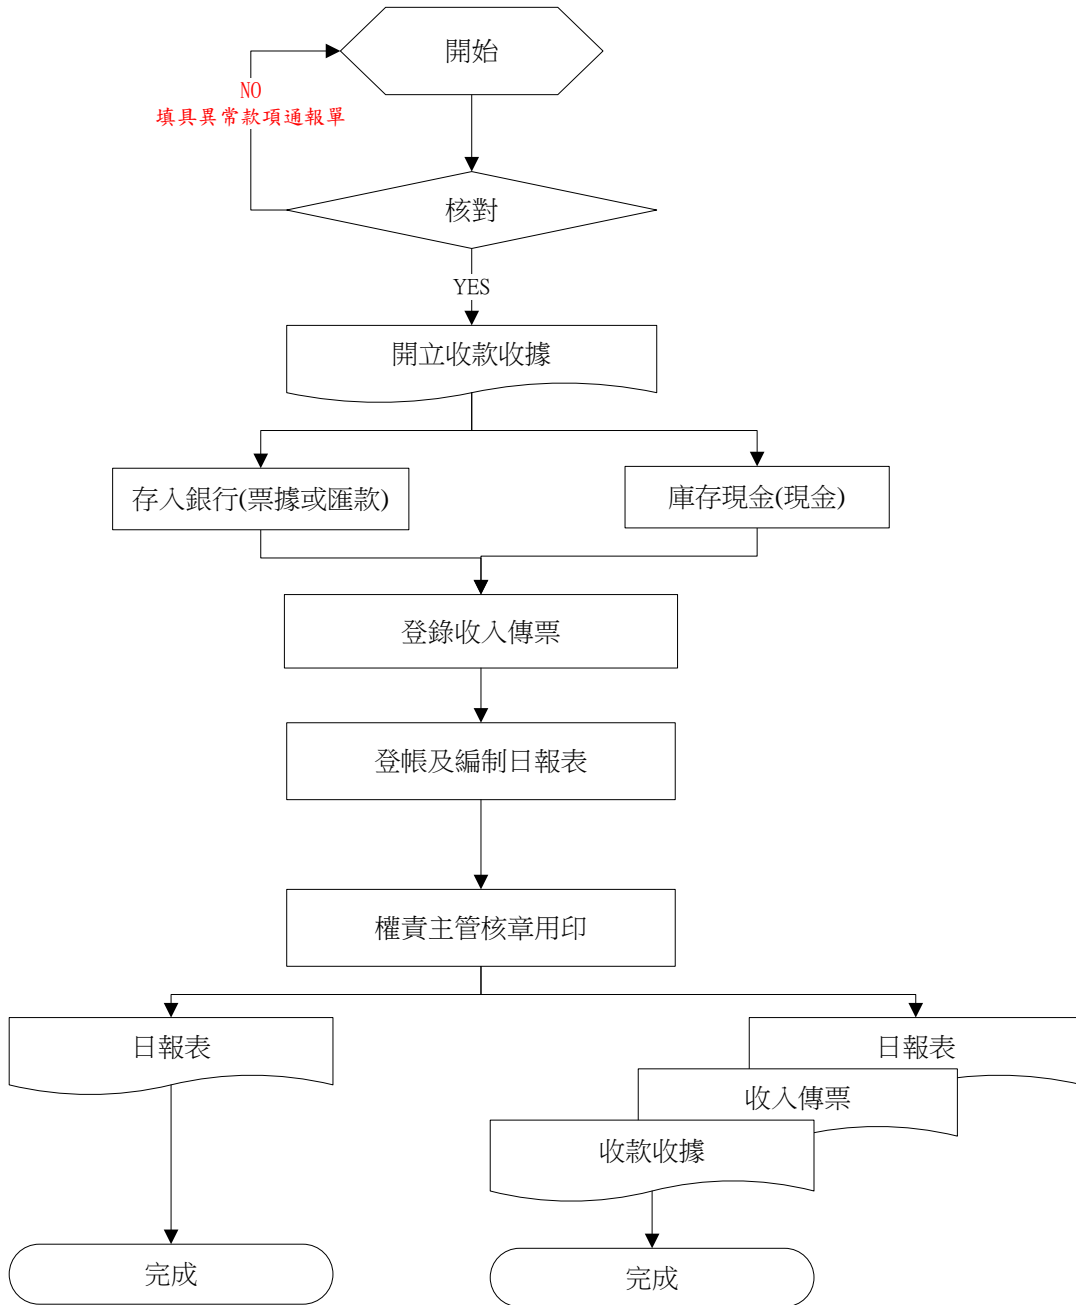 開始
NO
填具異常款項通報單
核對
YES
開立收款收據
存入銀行(票據或匯款)
庫存現金(現金)
登錄收入傳票
登帳及編制日報表
權責主管核章用印
日報表
日報表
收入傳票
收款收據
完成
完成